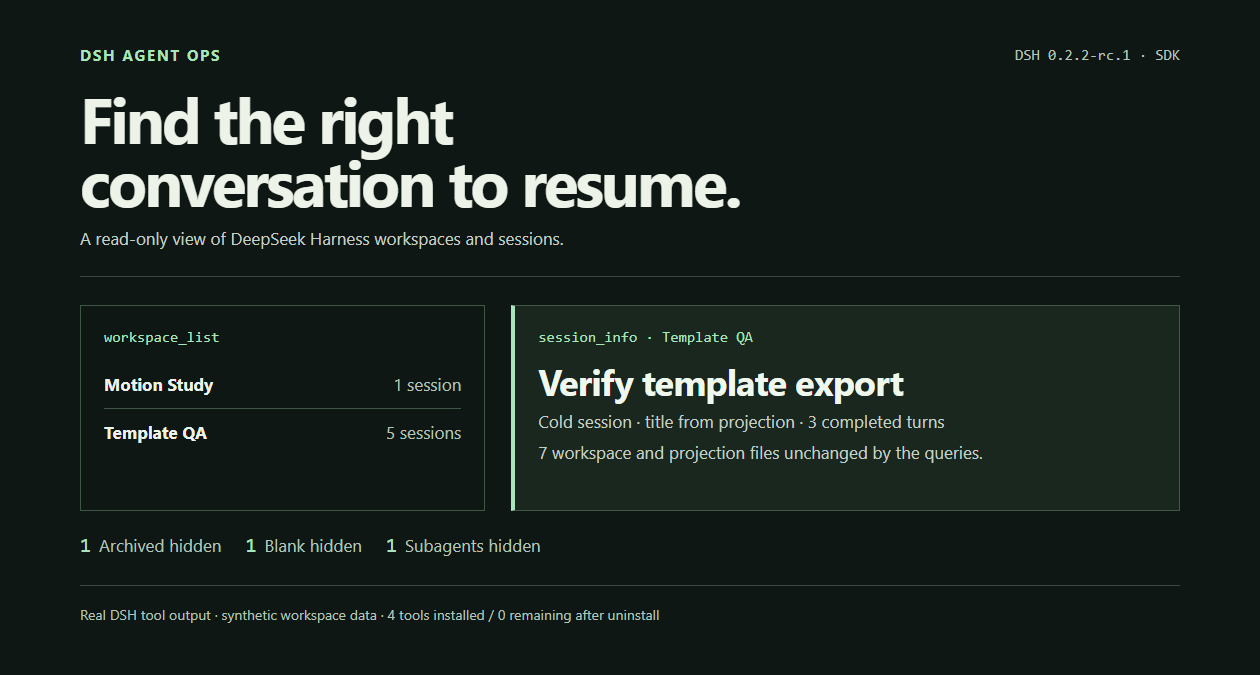 DSH AGENT OPS
DSH 0.2.2-rc.1 · SDK
Find the right
conversation to resume.
A read-only view of DeepSeek Harness workspaces and sessions.
workspace_list
Motion Study 1 session
Template QA 5 sessions
session_info · Template QA
Verify template export
Cold session · title from projection · 3 completed turns
7 workspace and projection files unchanged by the queries.
1 Archived hidden 1 Blank hidden 1 Subagents hidden
Real DSH tool output · synthetic workspace data · 4 tools installed / 0 remaining after uninstall